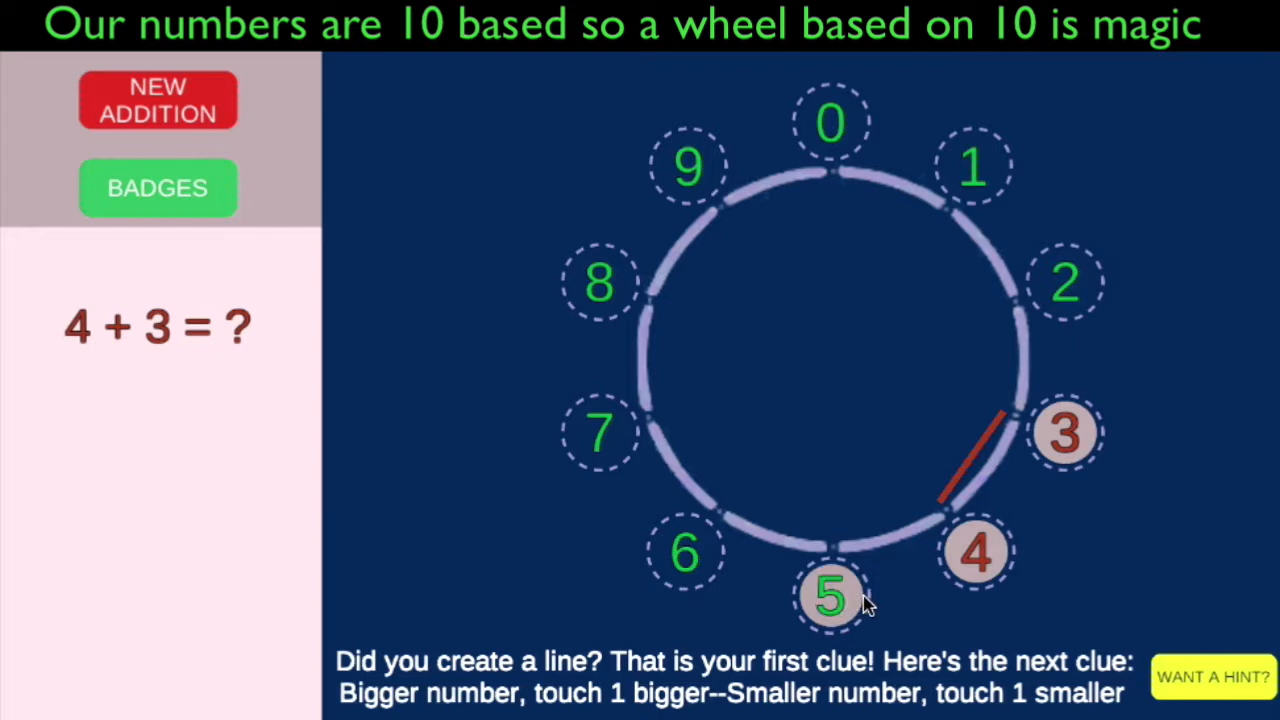 Our numbers are 10 based so a wheel based on 10 is magic
NEW
ADDITION
BADGES
4 + 3 = ?
0
1
2
3
4
5
6
7
8
9
Did you create a line? That is your first clue! Here's the next clue:
Bigger number, touch 1 bigger--Smaller number, touch 1 smaller
WANT A HINT?